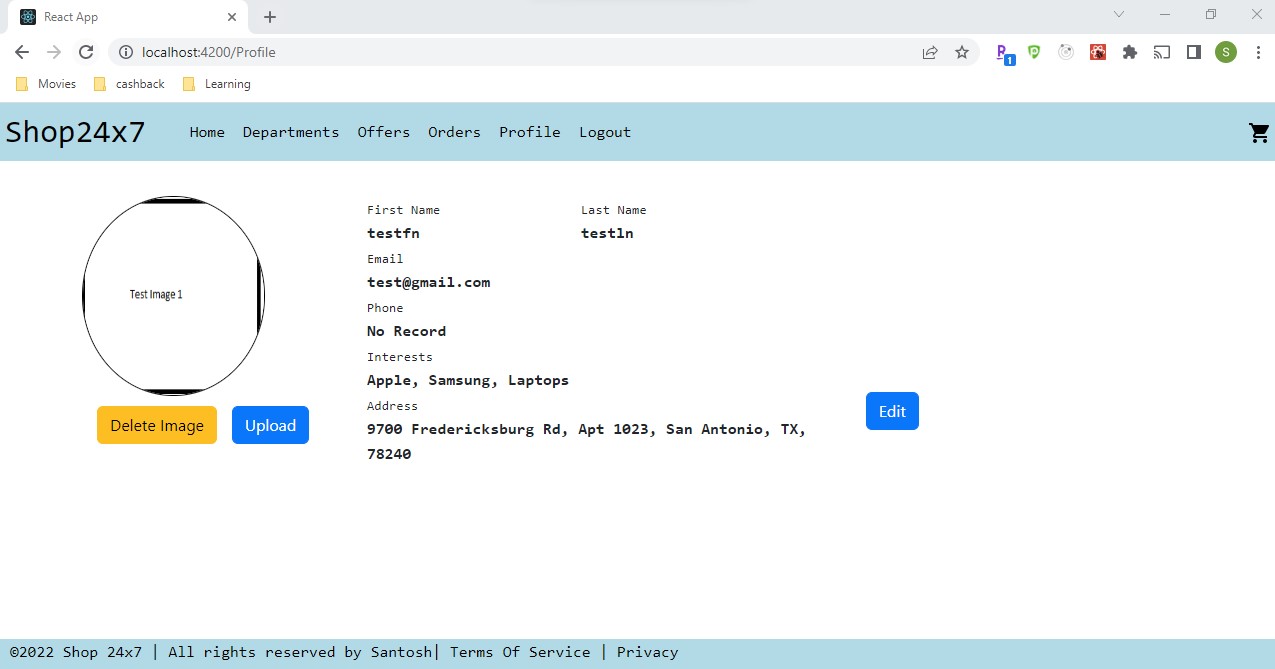 React App
localhost:4200/Profile
1
S
Movies cashback Learning
Shop24x7 Home Departments Offers Orders Profile Logout
First Name Last Name
testfn testln
Email
test@gmail.com
Test Image 1
Phone
No Record
Interests
Apple, Samsung, Laptops
Address
9700 Fredericksburg Rd, Apt 1023, San Antonio, TX,
78240
Delete Image Upload
Edit
©2022 Shop 24x7 | All rights reserved by Santosh| Terms Of Service | Privacy